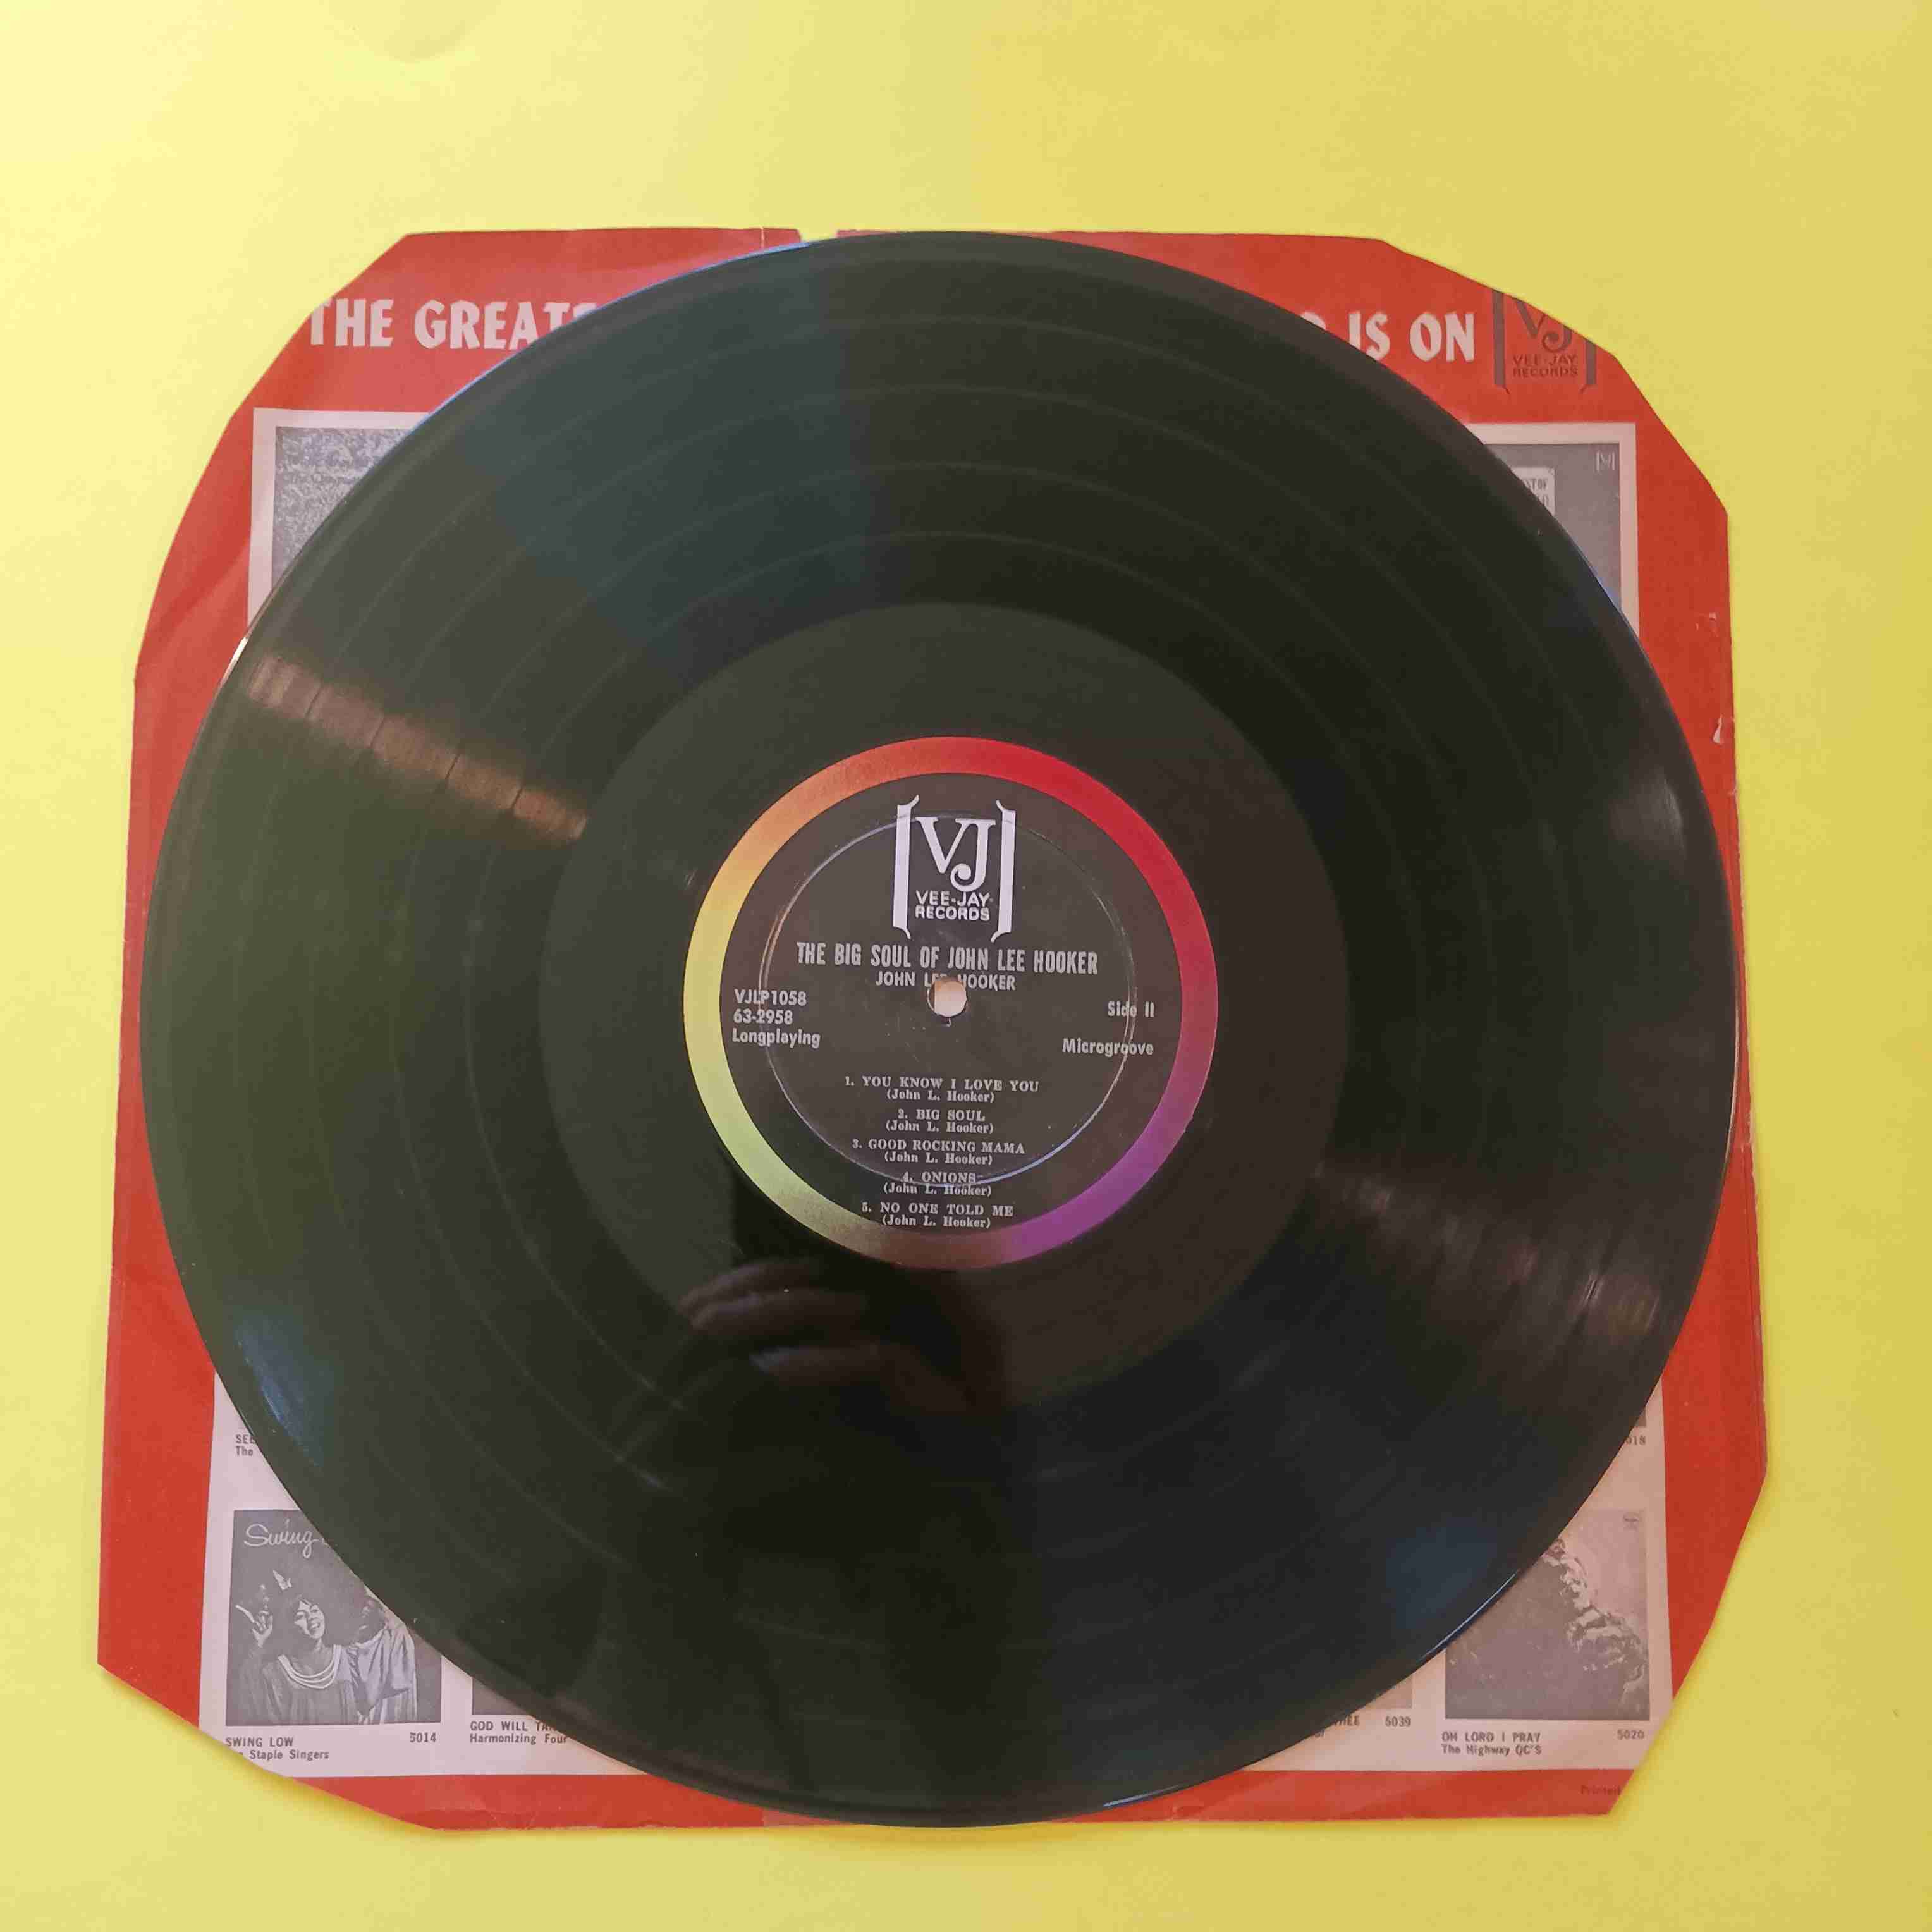 THE GREAT
IS ON
VJ
VEE-JAY
RECORDS
VJ
VEE-JAY
RECORDS
THE BIG SOUL OF JOHN LEE HOOKER
JOHN LEE HOOKER
VJLP1058
63-2958
Longplaying
Side II
Microgroove
1. YOU KNOW I LOVE YOU
(John L. Hooker)
2. BIG SOUL
(John L. Hooker)
3. GOOD ROCKING MAMA
(John L. Hooker)
4. ONIONS
(John L. Hooker)
5. NO ONE TOLD ME
(John L. Hooker)
The
Swing
SWING LOW
Staple Singers
5014
GOD WILL
Harmonizing Four
5039
OH LORD I PRAY
The Highway QC'S
5020
Printed